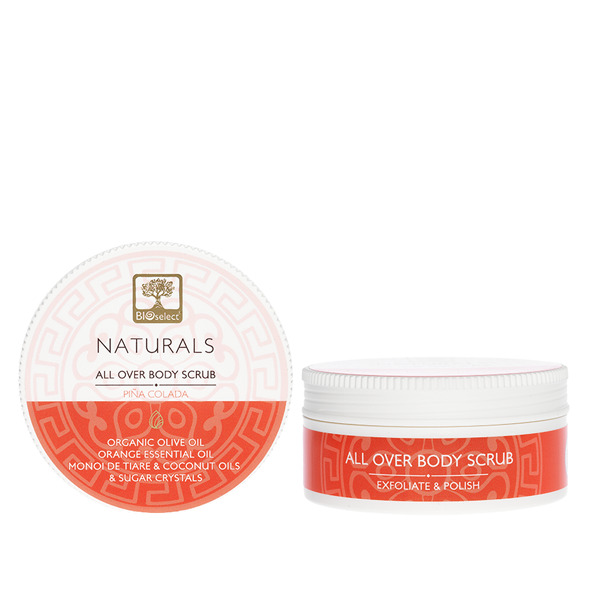 BIOselect
NATURALS
ALL OVER BODY SCRUB
PIÑA COLADA
ORGANIC OLIVE OIL
ORANGE ESSENTIAL OIL
MONOI DE TIARE & COCONUT OILS
& SUGAR CRYSTALS
ALL OVER BODY SCRUB
EXFOLIATE & POLISH